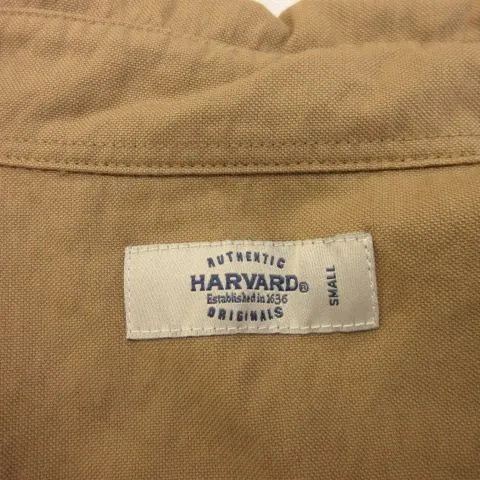 AUTHENTIC
HARVARD®
Established in 1636
ORIGINALS
SMALL